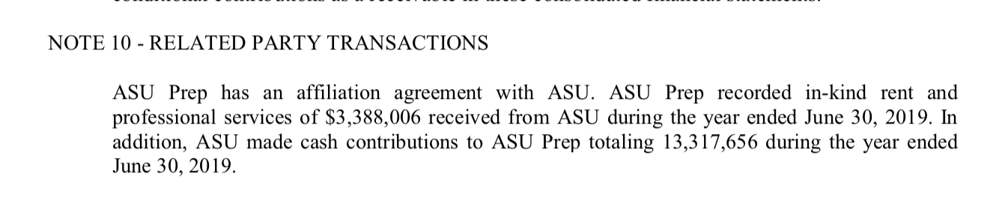 NOTE 10 - RELATED PARTY TRANSACTIONS
ASU Prep has an affiliation agreement with ASU. ASU Prep recorded in-kind rent and
professional services of $3,388,006 received from ASU during the year ended June 30, 2019. In
addition, ASU made cash contributions to ASU Prep totaling 13,317,656 during the year ended
June 30, 2019.